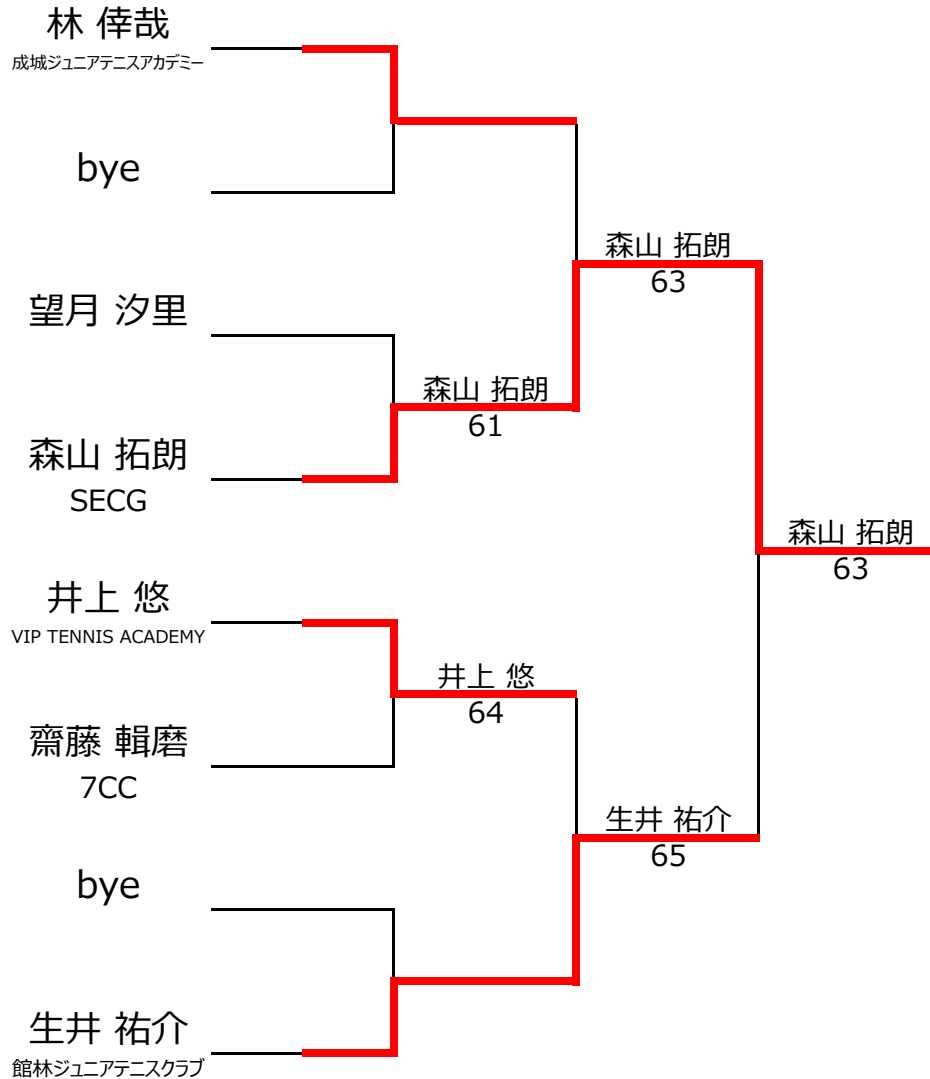 林 倖哉
成城ジュニアテニスアカデミー
bye
望月 汐里
森山 拓朗
SECG
井上 悠
VIP TENNIS ACADEMY
齋藤 輯磨
7CC
bye
生井 祐介
館林ジュニアテニスクラブ
森山 拓朗
61
井上 悠
64
森山 拓朗
63
生井 祐介
65
森山 拓朗
63